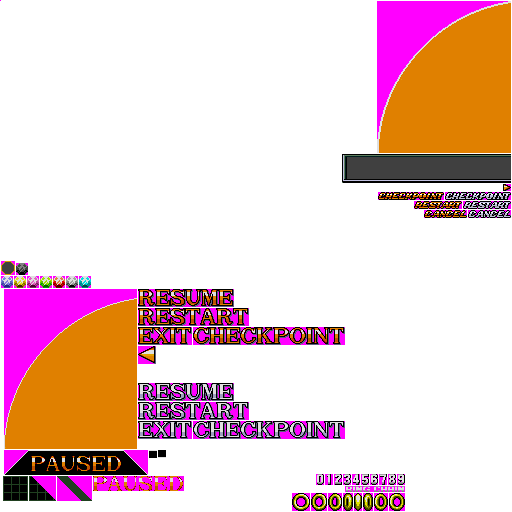 CHECKPOINT CHECKPOINT
RESTART RESTART
CANCEL CANCEL
RESUME
RESTART
EXIT CHECKPOINT
RESUME
RESTART
EXIT CHECKPOINT
PAUSED
PAUSED
0123456789